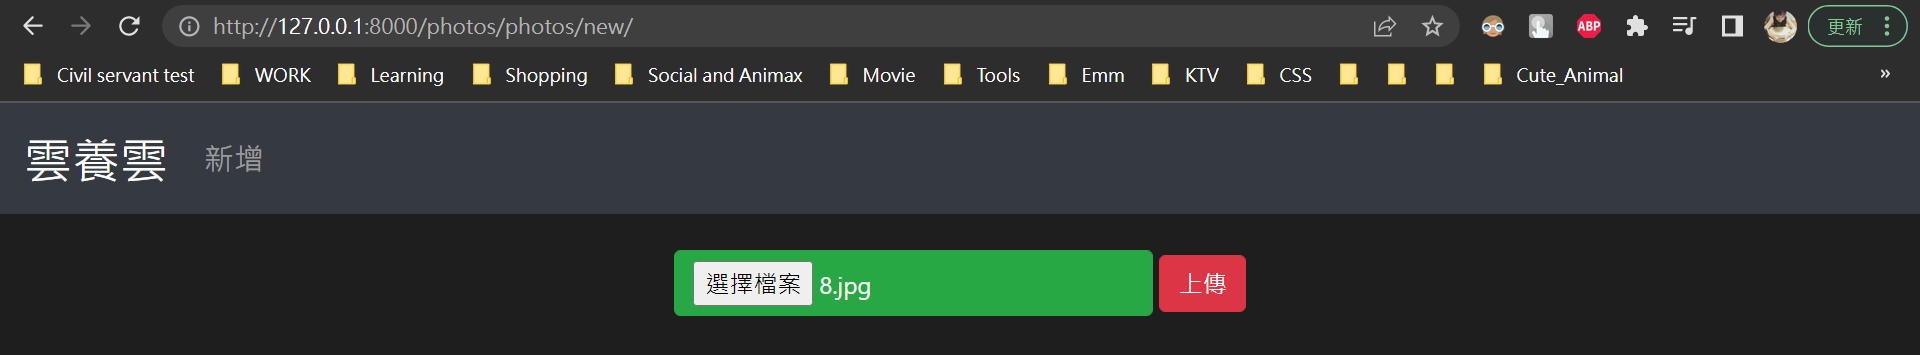 http://127.0.0.1:8000/photos/photos/new/ ABP 更新
Civil servant test WORK Learning Shopping Social and Animax Movie Tools Emm KTV CSS Cute_Animal »
雲養雲 新增
選擇檔案 8.jpg 上傳